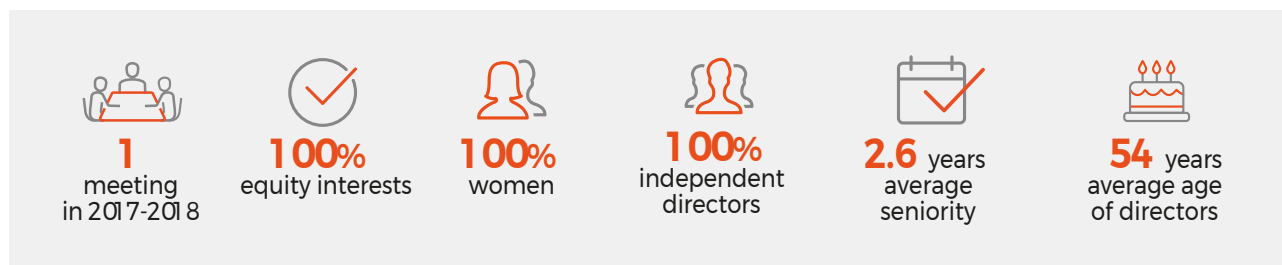 1
meeting
in 2017-2018
100%
equity interests
100%
women
100%
independent
directors
2.6 years
average
seniority
54 years
average age
of directors